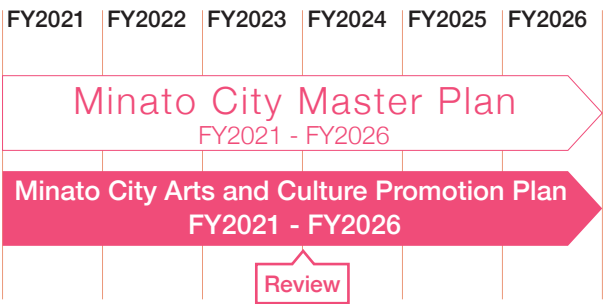 FY2021 FY2022 FY2023 FY2024 FY2025 FY2026
Minato City Master Plan
FY2021 - FY2026
Minato City Arts and Culture Promotion Plan
FY2021 - FY2026
Review